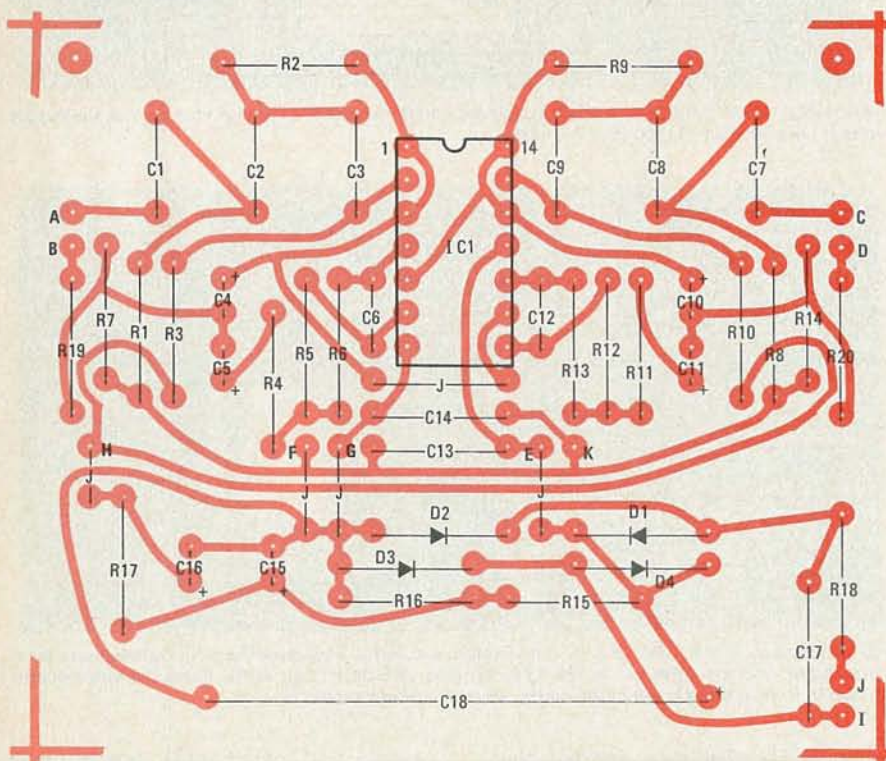 R2 R9
C1 C2 C3 1 14 C9 C8 C7
A C
B IC1 D
C4 + + C10
R7 R1 R3 C6 C12 R10 R14
R19 C5 R5 R6 R13 R12 C11 R8 R20
R4 + R11 +
J
C14
H F G C13 E K
J J J J
D2 D1
R17 C16 C15 D3 D4
+ + R16 R15 R18
C17
C18 + J
I